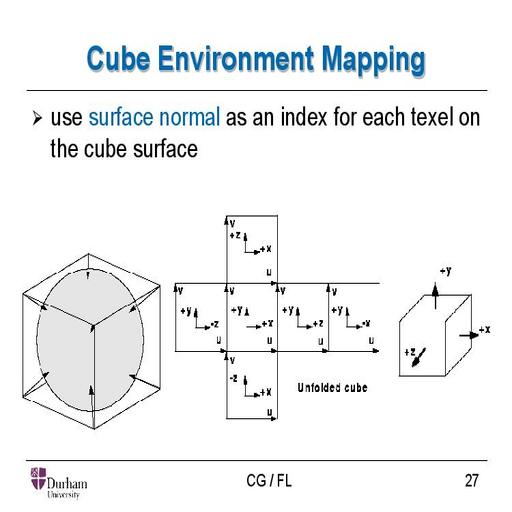 Cube Environment Mapping
➢ use surface normal as an index for each texel on
the cube surface
v
+z
+x
u
v
+y
-z
u
v
+y
+x
u
v
+y
+z
u
v
+y
-x
u
v
-z
+x
u
Unfolded cube
+y
+x
+z
Durham
University
CG / FL
27